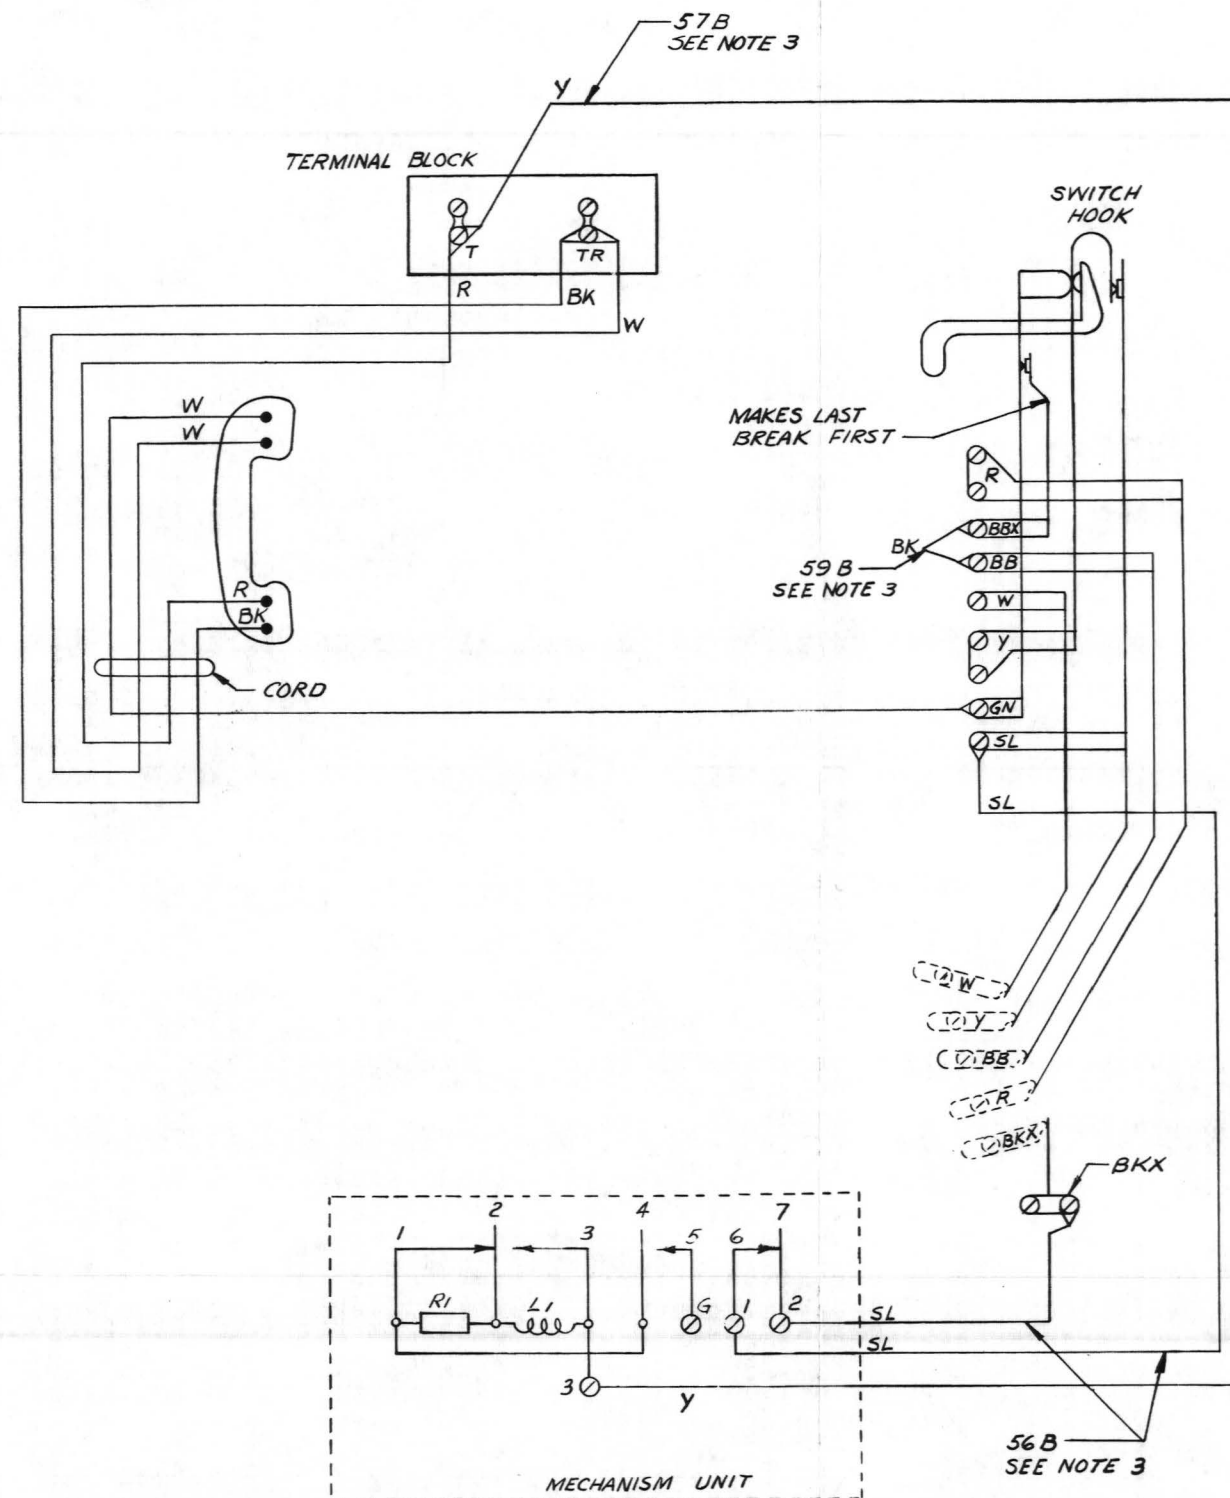 57B
SEE NOTE 3
Y
TERMINAL BLOCK
SWITCH
HOOK
T
TR
R
BK
W
W
W
MAKES LAST
BREAK FIRST
R
BBX
BK
BB
59B
SEE NOTE 3
W
R
BK
Y
CORD
GN
SL
SL
W
Y
BB
R
BKX
BKX
1
2
3
4
5
6
7
R1
L1
G
1
2
SL
SL
3
Y
56B
SEE NOTE 3
MECHANISM UNIT